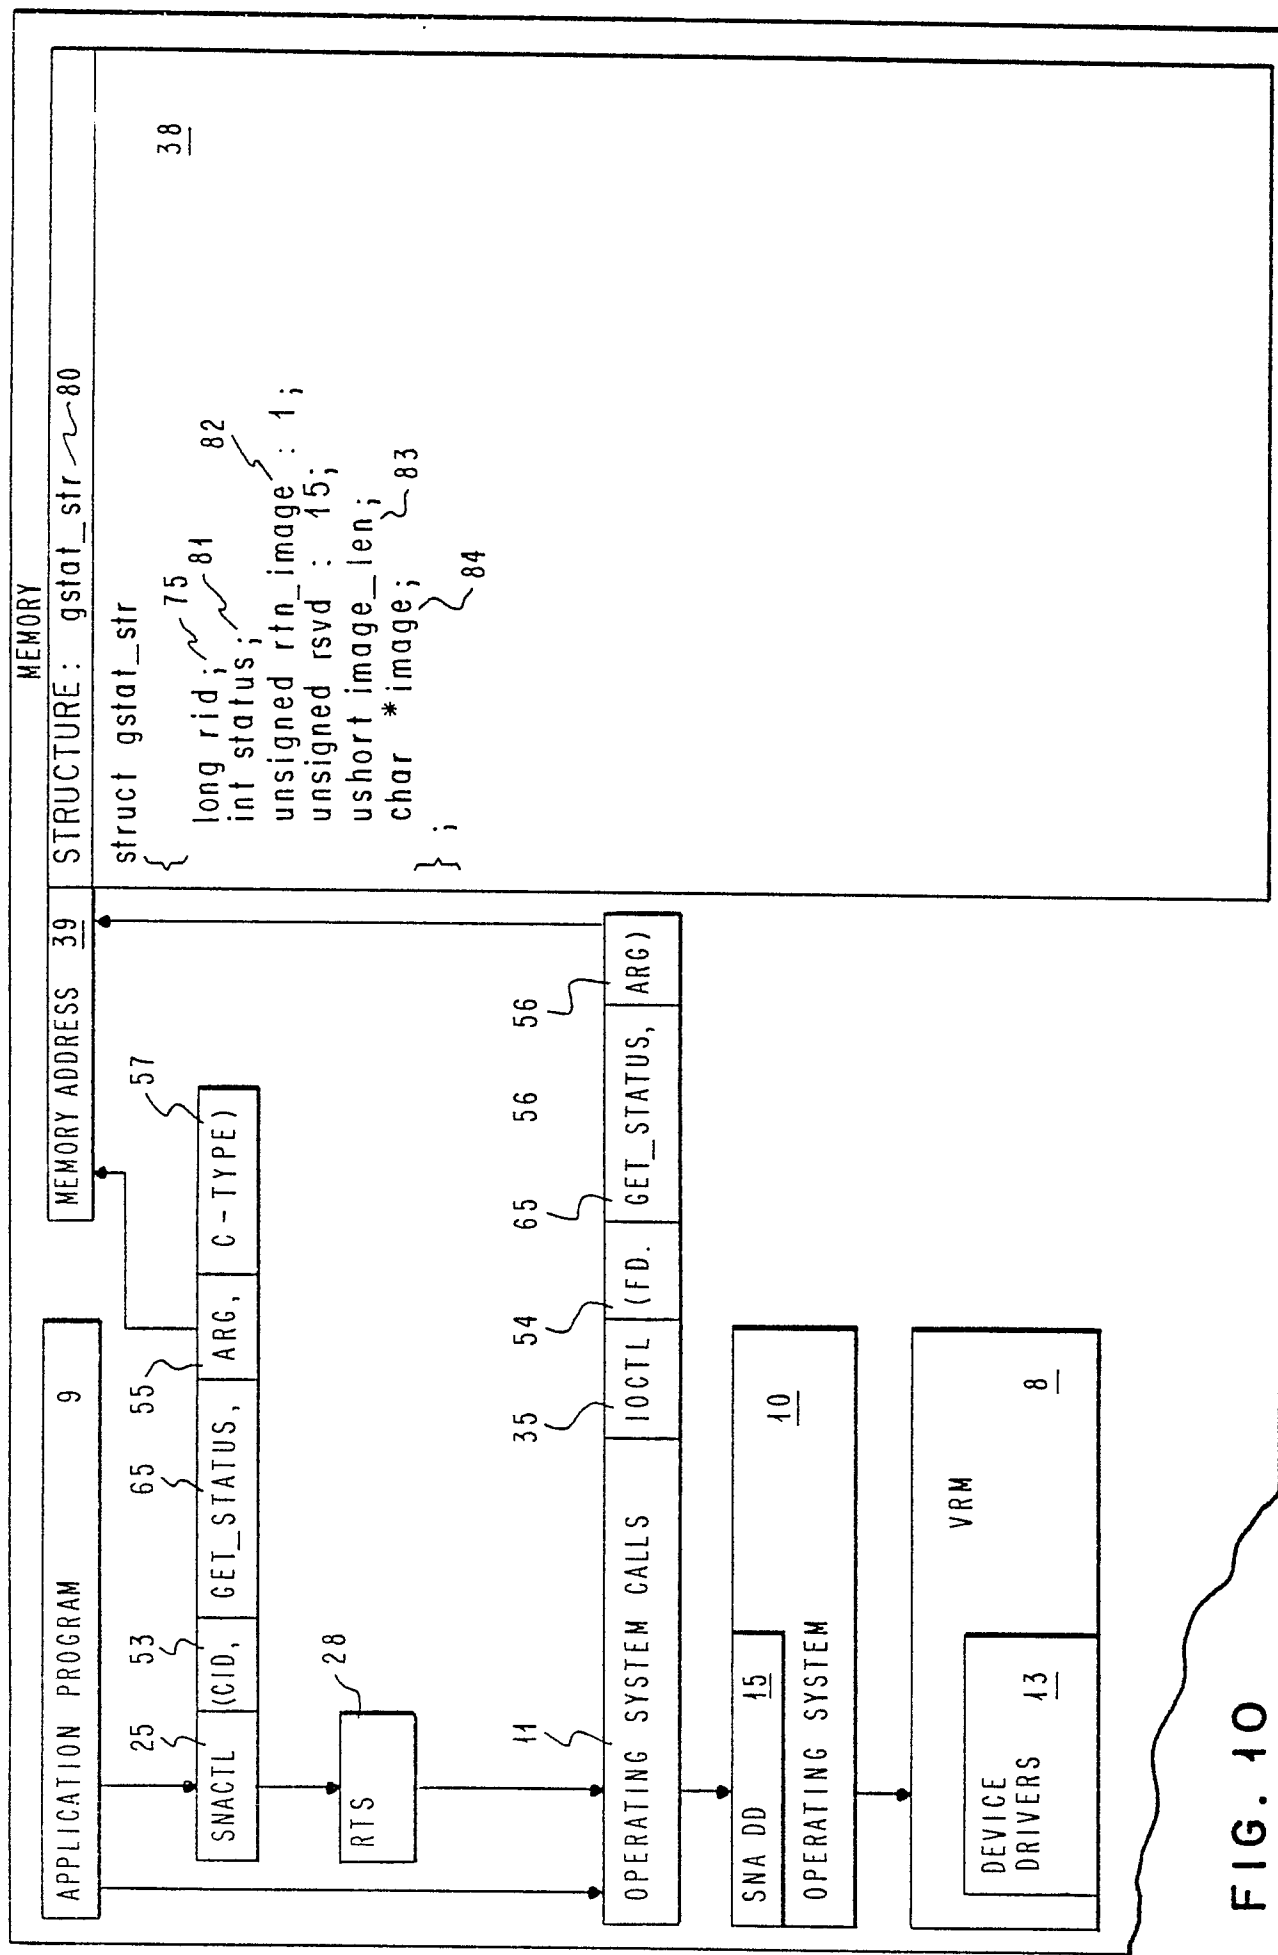 MEMORY
APPLICATION PROGRAM 9
MEMORY ADDRESS 39
STRUCTURE: gstat_str 80
25 53 65 55 57
SNACTL (CID, GET_STATUS, ARG, C-TYPE)
28
RTS
11 35 54 65 56 56
OPERATING SYSTEM CALLS IOCTL (FD. GET_STATUS, ARG)
SNA DD 15
10
OPERATING SYSTEM
VRM 8
DEVICE
DRIVERS 13
struct gstat_str
{
38
long rid; 75
int status; 81
unsigned rtn_image : 1; 82
unsigned rsvd : 15;
ushort image_len; 83
char *image; 84
};
FIG. 10